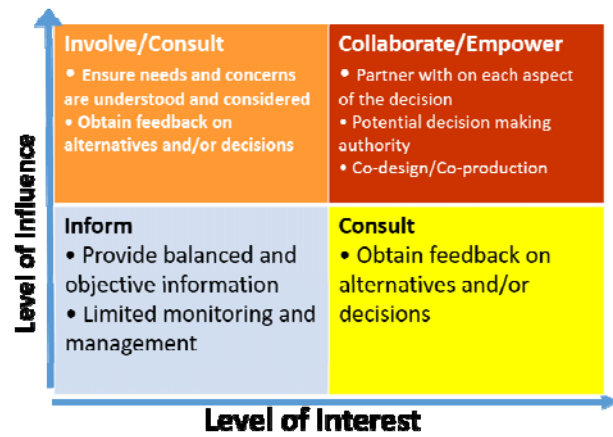 Involve/Consult
• Ensure needs and concerns
are understood and considered
• Obtain feedback on
alternatives and/or decisions
Collaborate/Empower
• Partner with on each aspect
of the decision
• Potential decision making
authority
• Co-design/Co-production
Inform
• Provide balanced and
objective information
• Limited monitoring and
management
Consult
• Obtain feedback on
alternatives and/or
decisions
Level of Influence
Level of Interest